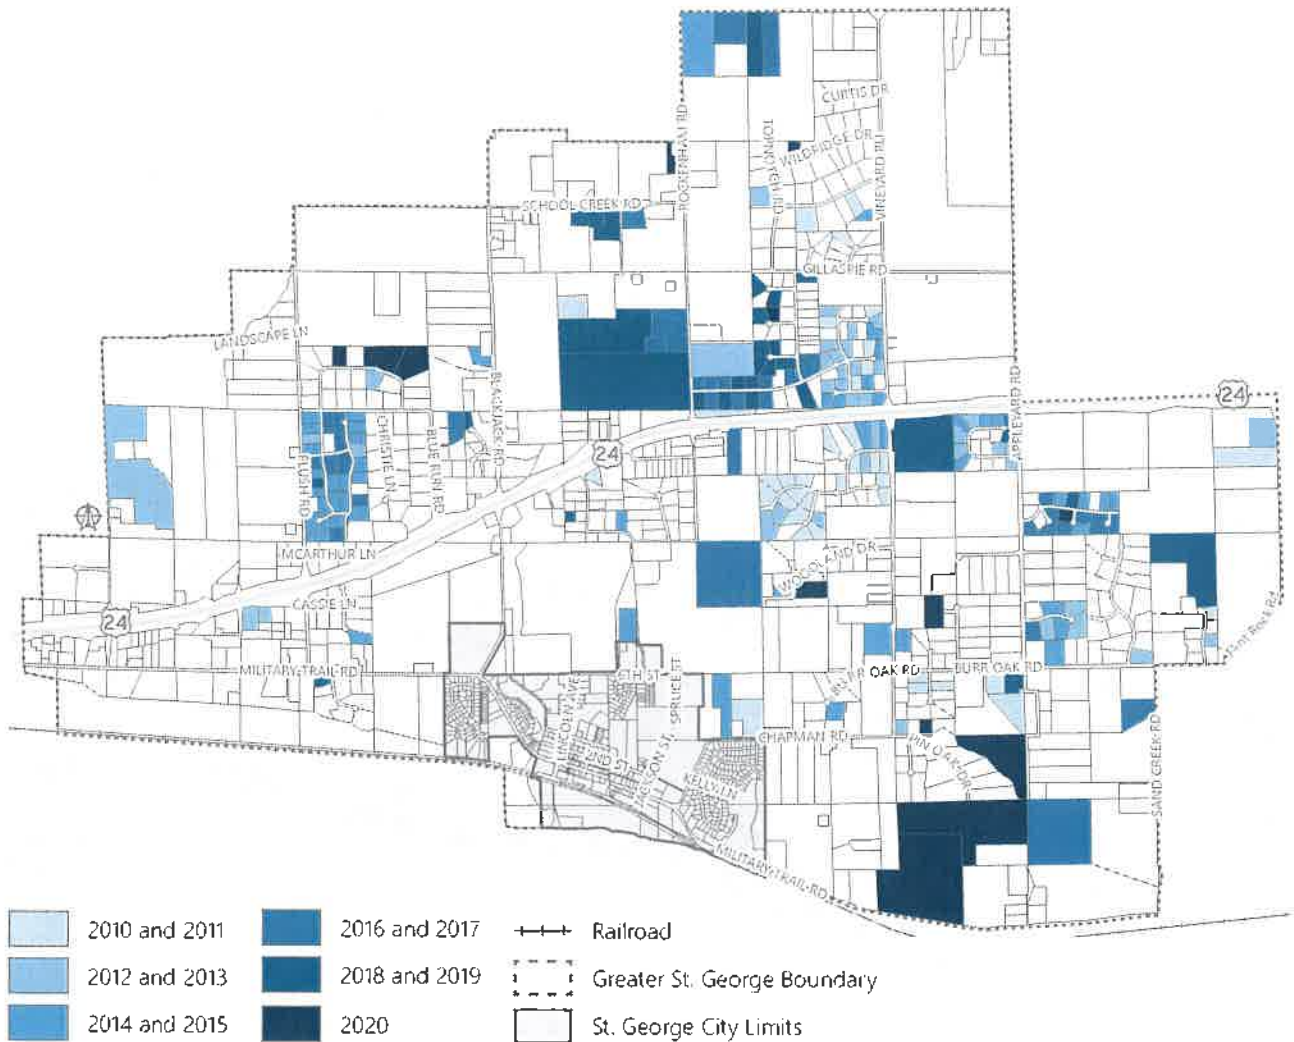 CURTIS DR
WILDRIDGE DR
ROCKENHAM RD
VINEYARD RD
SCHOOL CREEK RD
GILLASPIE RD
LANDSCAPE LN
BLACKJACK RD
APPLEYARD RD
24
FLUSH RD
CHRISTIE LN
BLUE RUN RD
24
MCARTHUR LN
WOODLAND DR
CASSIE LN
24
Flint Rock Rd
MILITARY TRAIL RD
6TH ST
BURR OAK RD
BURR OAK RD
LINCOLN AVE
SPRUCE ST
2ND ST
JACKSON ST
CHAPMAN RD
PIN OAK DR
SAND CREEK RD
KELLY LN
MILITARY TRAIL RD
2010 and 2011
2016 and 2017
Railroad
2012 and 2013
2018 and 2019
Greater St. George Boundary
2014 and 2015
2020
St. George City Limits